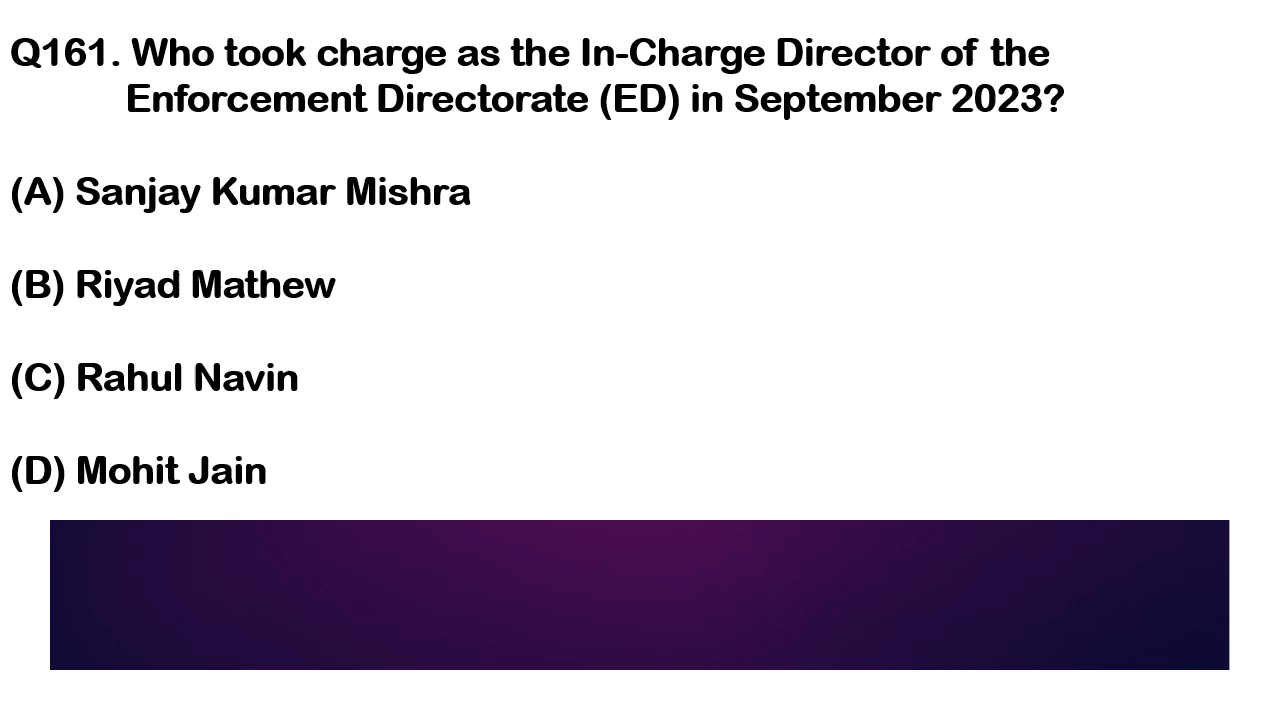 Q161. Who took charge as the In-Charge Director of the
Enforcement Directorate (ED) in September 2023?
(A) Sanjay Kumar Mishra
(B) Riyad Mathew
(C) Rahul Navin
(D) Mohit Jain